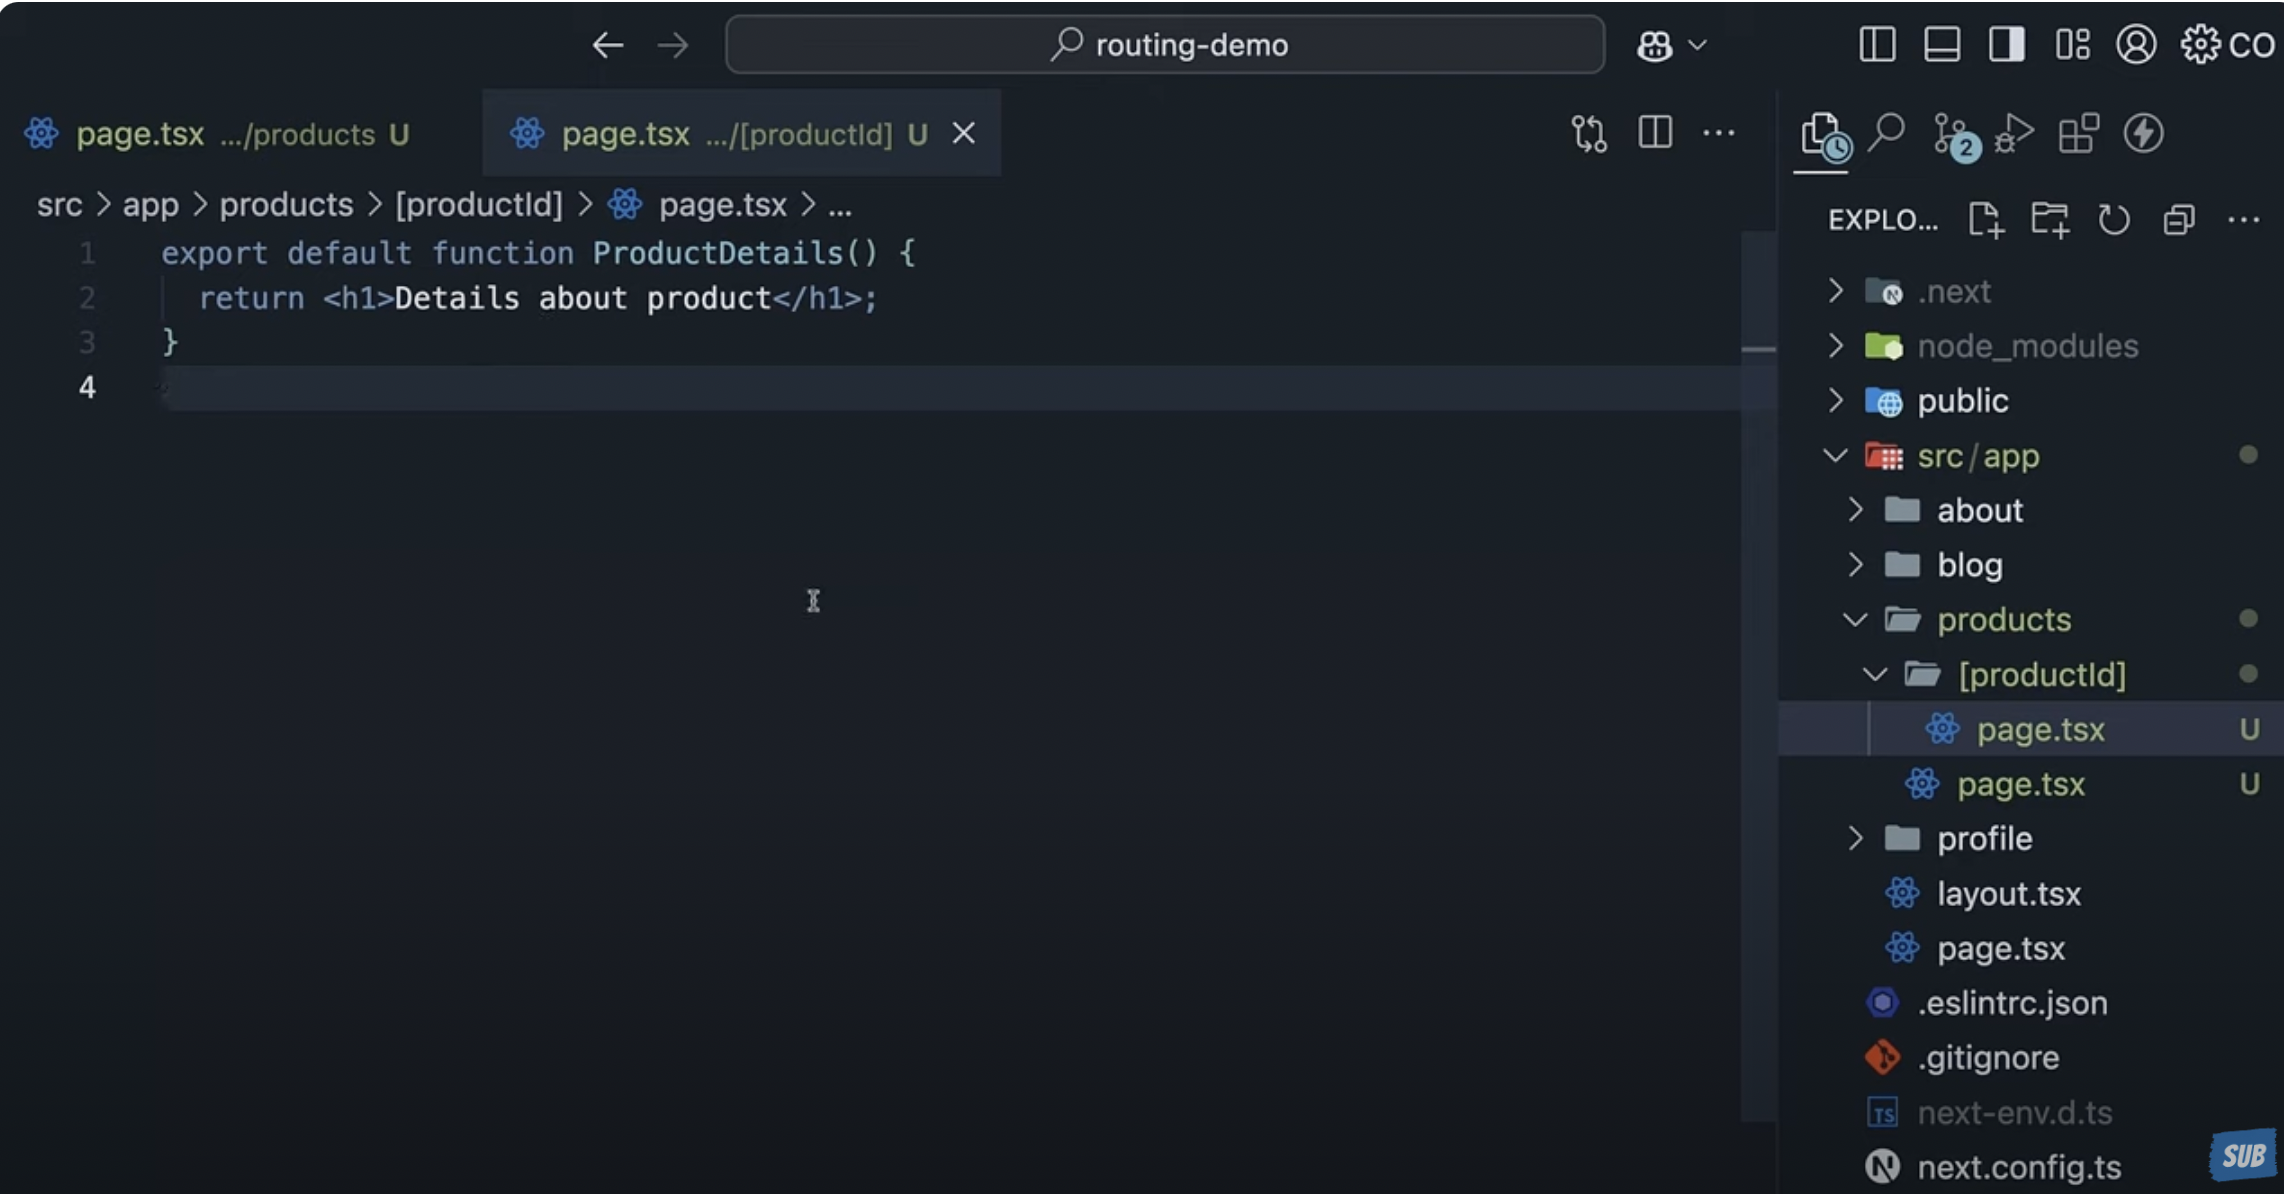 routing-demo
CO
page.tsx .../products U
page.tsx .../[productId] U
2
src > app > products > [productId] > page.tsx > ...
EXPLO...
1 export default function ProductDetails() {
2 return <h1>Details about product</h1>;
3 }
4
.next
node_modules
public
src/app
about
blog
products
[productId]
page.tsx U
page.tsx U
profile
layout.tsx
page.tsx
.eslintrc.json
.gitignore
TS next-env.d.ts
N next.config.ts
SUB